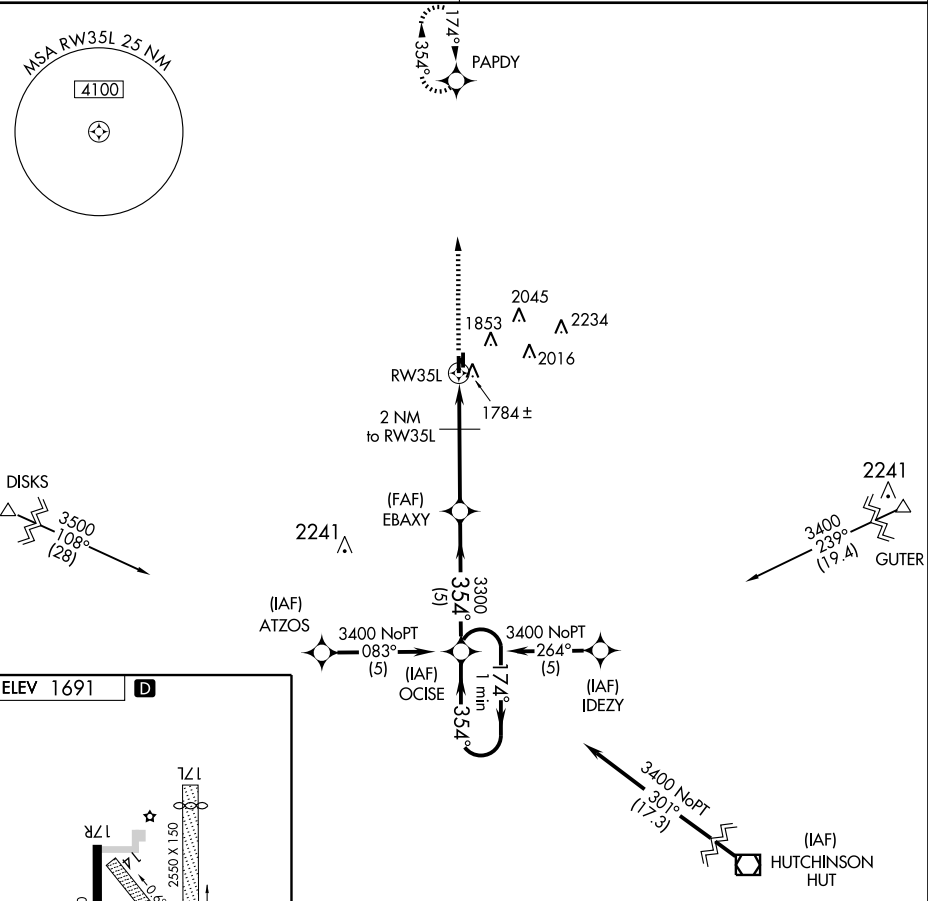 MSA RW35L 25 NM
4100
174°
354°
PAPDY
2045
1853
2234
2016
RW35L
1784 ±
2 NM
to RW35L
DISKS
3500
108°
(28)
2241
(FAF)
EBAXY
2241
3400
239°
(19.4)
GUTER
3300
354°
(5)
(IAF)
ATZOS
3400 NoPT
083°
(5)
(IAF)
OCISE
3400 NoPT
264°
(5)
(IAF)
IDEZY
174°
1 min
354°
3400 NoPT
301°
(17.3)
(IAF)
HUTCHINSON
HUT
ELEV 1691
D
17L
17R
2550 X 150